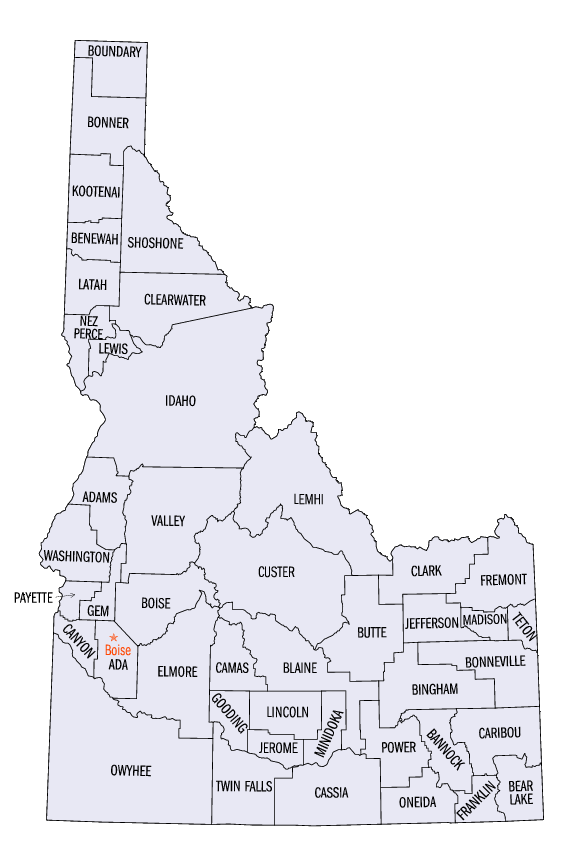 BOUNDARY
BONNER
KOOTENAI
BENEWAH
SHOSHONE
LATAH
CLEARWATER
NEZ
PERCE
LEWIS
IDAHO
ADAMS
LEMHI
VALLEY
WASHINGTON
CUSTER
CLARK
FREMONT
PAYETTE
GEM
BOISE
BUTTE
JEFFERSON
MADISON
TETON
CANYON
Boise
ADA
ELMORE
CAMAS
BLAINE
BONNEVILLE
BINGHAM
GOODING
LINCOLN
MINIDOKA
JEROME
POWER
BANNOCK
CARIBOU
OWYHEE
TWIN FALLS
CASSIA
ONEIDA
FRANKLIN
BEAR
LAKE